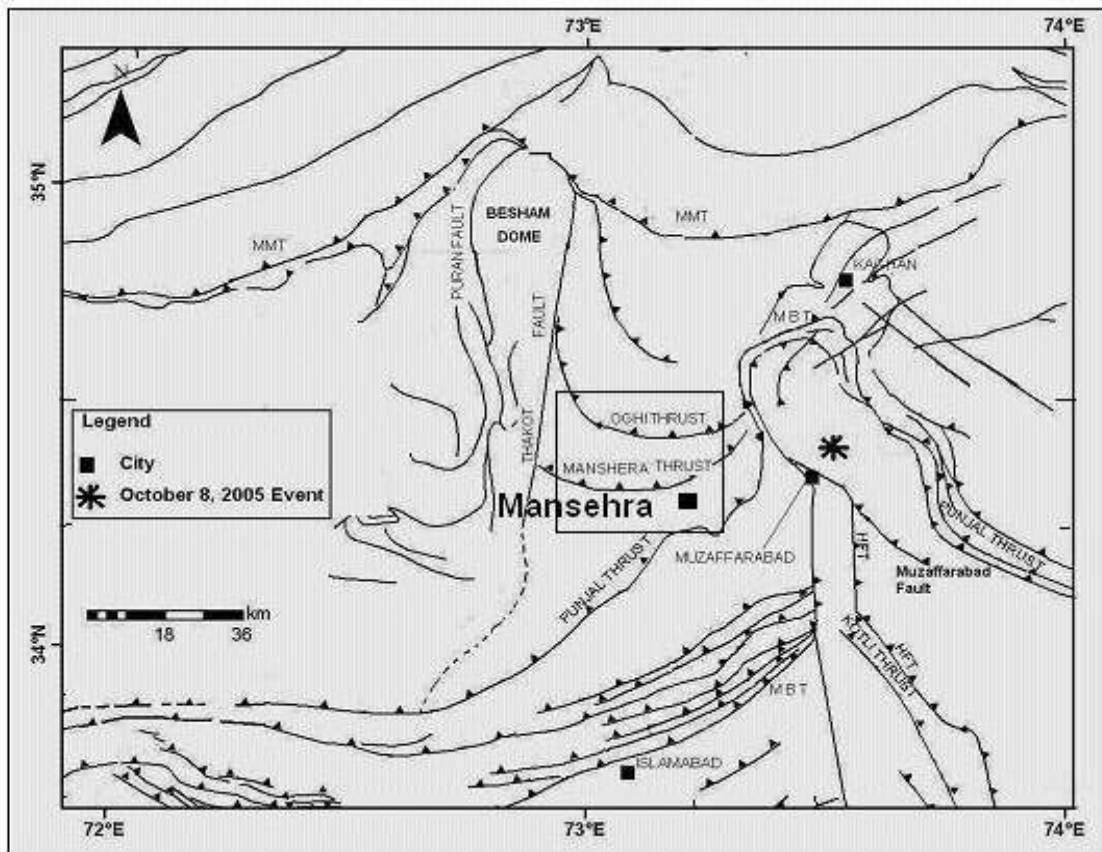 73°E
74°E
N
35°N
BESHAM
DOME
MMT
MMT
PURAN FAULT
KAGHAN
MBT
FAULT
Legend
City
October 8, 2005 Event
OGHI THRUST
THAKOT
MANSHERA THRUST
Mansehra
PUNJAL THRUST
MUZAFFARABAD
HFT
Muzaffarabad
Fault
PUNJAL THRUST
km
18
36
34°N
KOTLI THRUST
HFT
MBT
ISLAMABAD
72°E
73°E
74°E